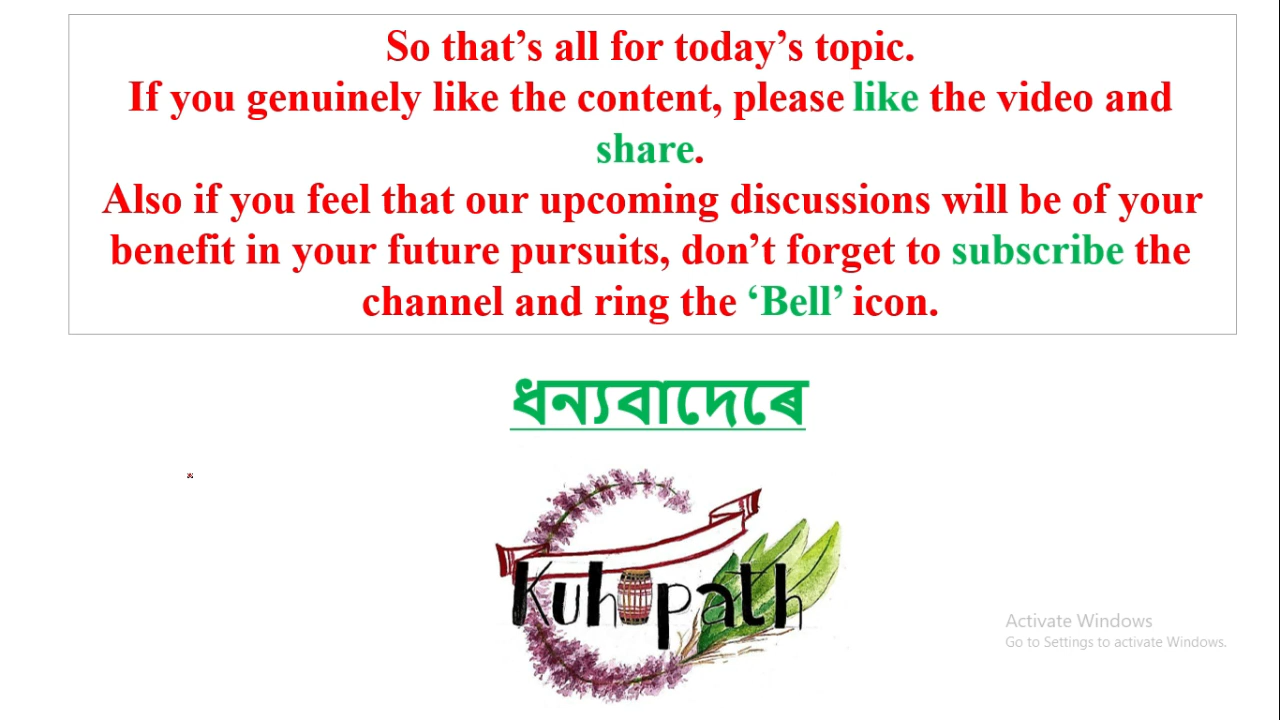 So that’s all for today’s topic.
If you genuinely like the content, please like the video and
share.
Also if you feel that our upcoming discussions will be of your
benefit in your future pursuits, don’t forget to subscribe the
channel and ring the ‘Bell’ icon.
ধন্যবাদেৰে
Kuhipath
Activate Windows
Go to Settings to activate Windows.